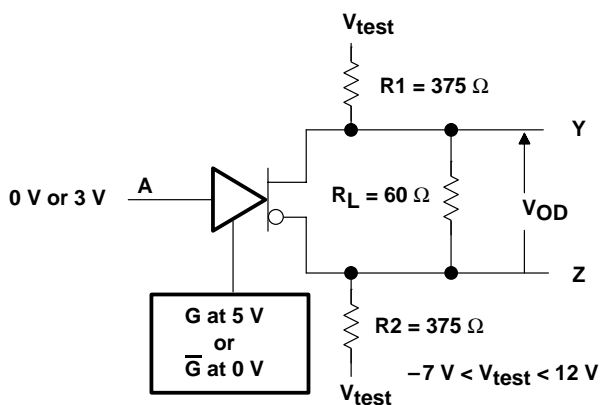 Vtest
R1 = 375 Ω
Y
0 V or 3 V
A
RL = 60 Ω
VOD
Z
G at 5 V
or
G̅ at 0 V
R2 = 375 Ω
−7 V < Vtest < 12 V
Vtest